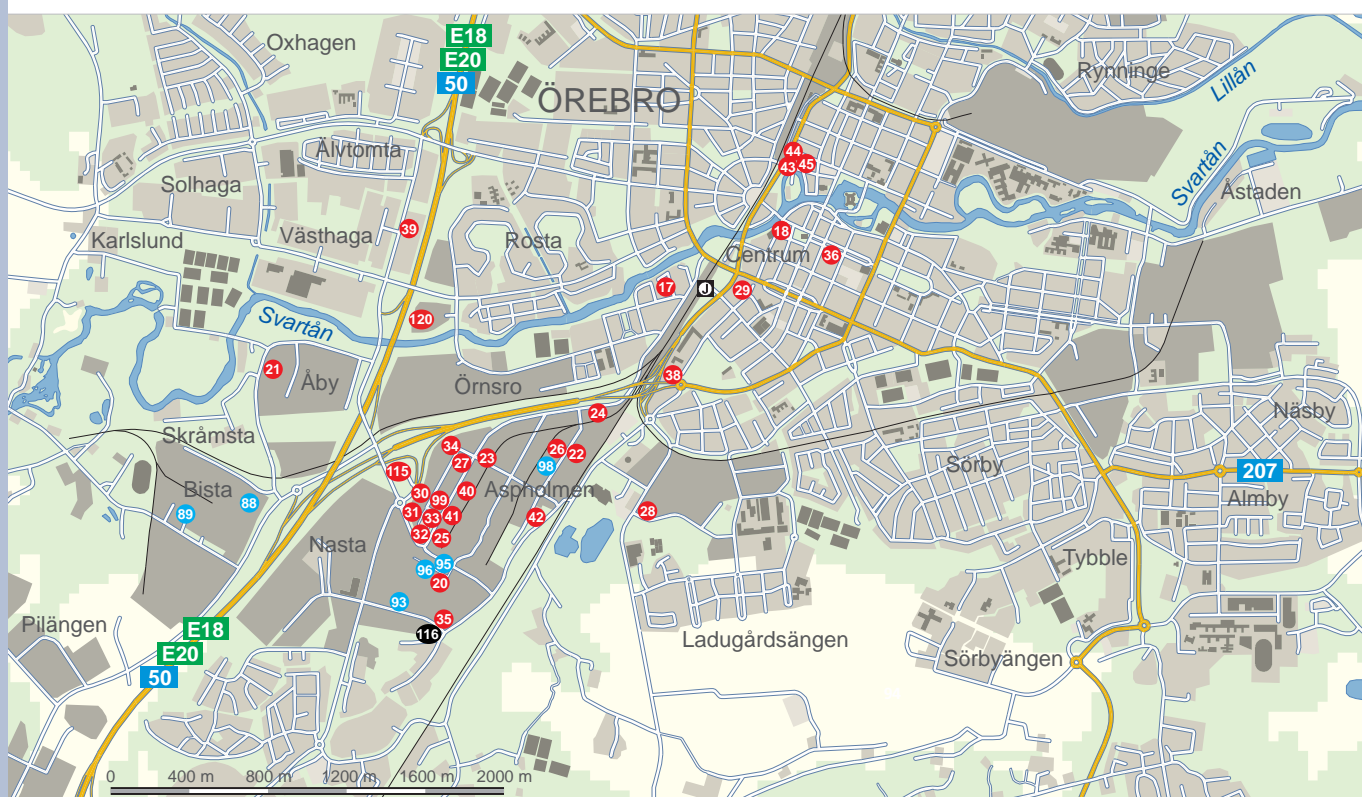 Oxhagen
E18
E20
50
ÖREBRO
Rynninge
Lillån
Älvtomta
Solhaga
44
43
45
Svartån
Åstaden
Karlslund
Västhaga
39
Rosta
18
Centrum
36
17
J
29
120
Svartån
21
Åby
Örnsro
38
24
Näsby
Skråmsta
34
27
23
26
22
98
115
Sörby
207
Bista
88
89
30
99
40
Aspholmen
Almby
31
33
41
42
28
32
25
Nasta
96
95
20
Tybble
93
35
116
Pilängen
E18
E20
50
Ladugårdsängen
Sörbyängen
0 400 m 800 m 1200 m 1600 m 2000 m